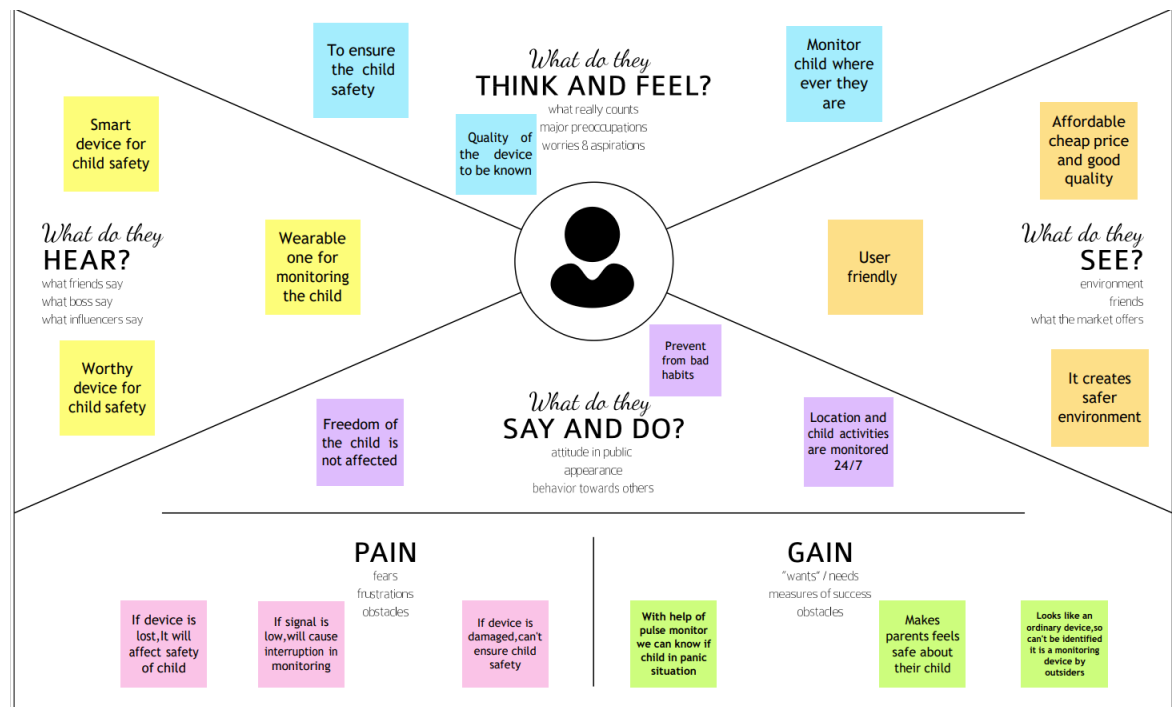 What do they
THINK AND FEEL?
what really counts
major preoccupations
worries & aspirations
To ensure
the child
safety
Quality of
the device
to be known
Monitor
child where
ever they
are
What do they
HEAR?
what friends say
what boss say
what influencers say
Smart
device for
child safety
Wearable
one for
monitoring
the child
Worthy
device for
child safety
What do they
SEE?
environment
friends
what the market offers
Affordable
cheap price
and good
quality
User
friendly
It creates
safer
environment
What do they
SAY AND DO?
attitude in public
appearance
behavior towards others
Prevent
from bad
habits
Freedom of
the child is
not affected
Location and
child activities
are monitored
24/7
PAIN
fears
frustrations
obstacles
If device is
lost,It will
affect safety
of child
If signal is
low,will cause
interruption in
monitoring
If device is
damaged,can't
ensure child
safety
GAIN
"wants" / needs
measures of success
obstacles
With help of
pulse monitor
we can know if
child in panic
situation
Makes
parents feels
safe about
their child
Looks like an
ordinary device,so
can't be identified
it is a monitoring
device by
outsiders